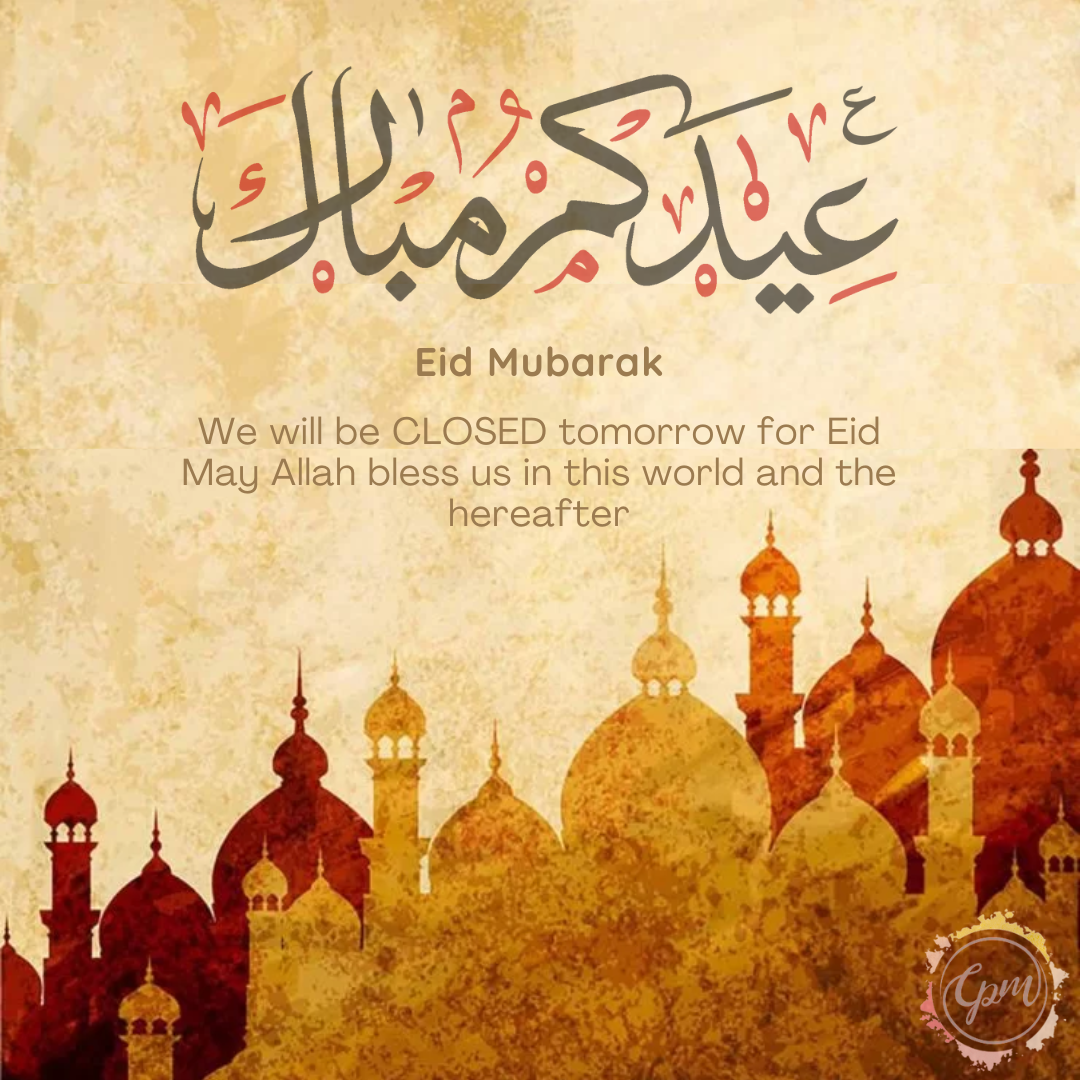 عيدكم مبارك
Eid Mubarak
We will be CLOSED tomorrow for Eid
May Allah bless us in this world and the
hereafter
Cpm